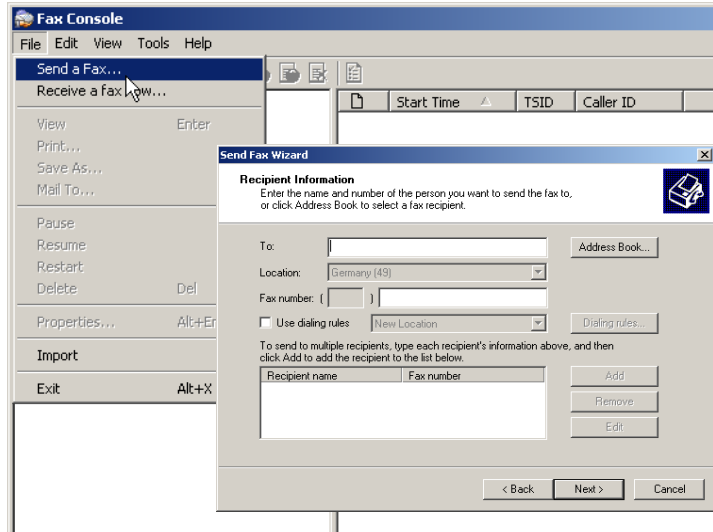 Fax Console
File Edit View Tools Help
Send a Fax...
Receive a fax now...
View Enter
Print...
Save As...
Mail To...
Pause
Resume
Restart
Delete Del
Properties... Alt+En
Import
Exit Alt+X
Start Time TSID Caller ID
Send Fax Wizard
Recipient Information
Enter the name and number of the person you want to send the fax to,
or click Address Book to select a fax recipient.
To: Address Book...
Location: Germany (49)
Fax number: ( )
Use dialing rules New Location Dialing rules...
To send to multiple recipients, type each recipient's information above, and then
click Add to add the recipient to the list below.
Recipient name Fax number
Add
Remove
Edit
< Back Next > Cancel